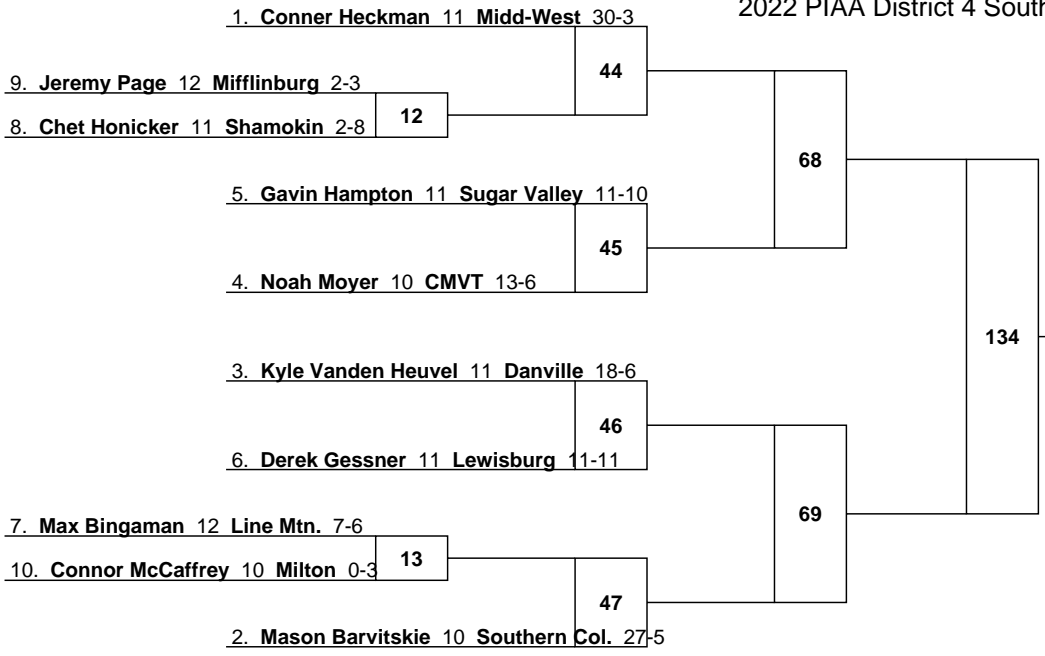 2022 PIAA District 4 South
1. Conner Heckman 11 Midd-West 30-3
44
9. Jeremy Page 12 Mifflinburg 2-3
12
8. Chet Honicker 11 Shamokin 2-8
68
5. Gavin Hampton 11 Sugar Valley 11-10
45
4. Noah Moyer 10 CMVT 13-6
134
3. Kyle Vanden Heuvel 11 Danville 18-6
46
6. Derek Gessner 11 Lewisburg 11-11
69
7. Max Bingaman 12 Line Mtn. 7-6
13
10. Connor McCaffrey 10 Milton 0-3
47
2. Mason Barvitskie 10 Southern Col. 27-5